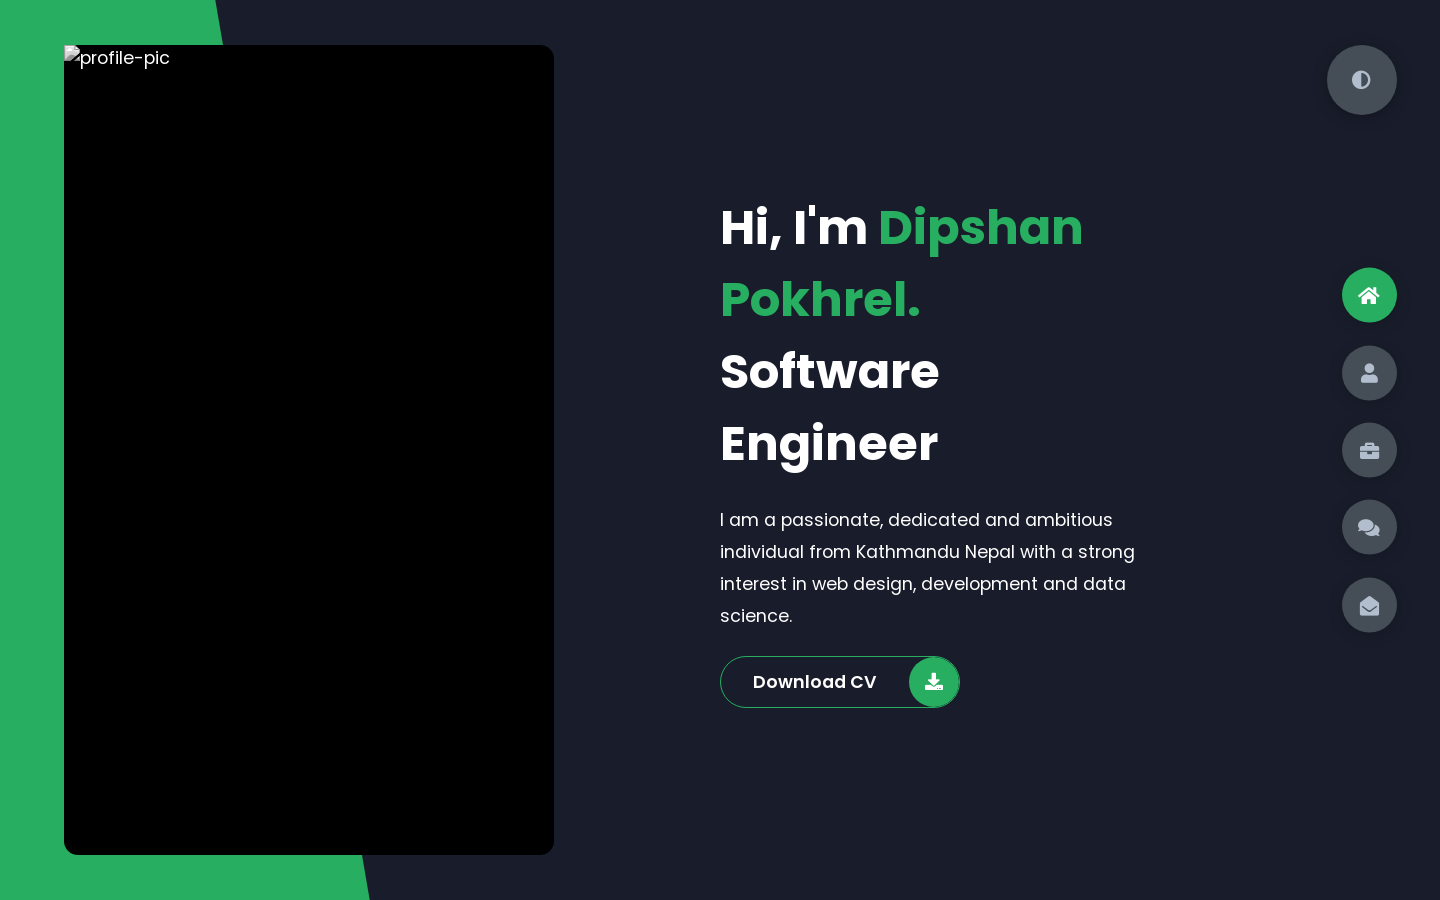 profile-pic
Hi, I'm Dipshan
Pokhrel.
Software
Engineer
I am a passionate, dedicated and ambitious
individual from Kathmandu Nepal with a strong
interest in web design, development and data
science.
Download CV